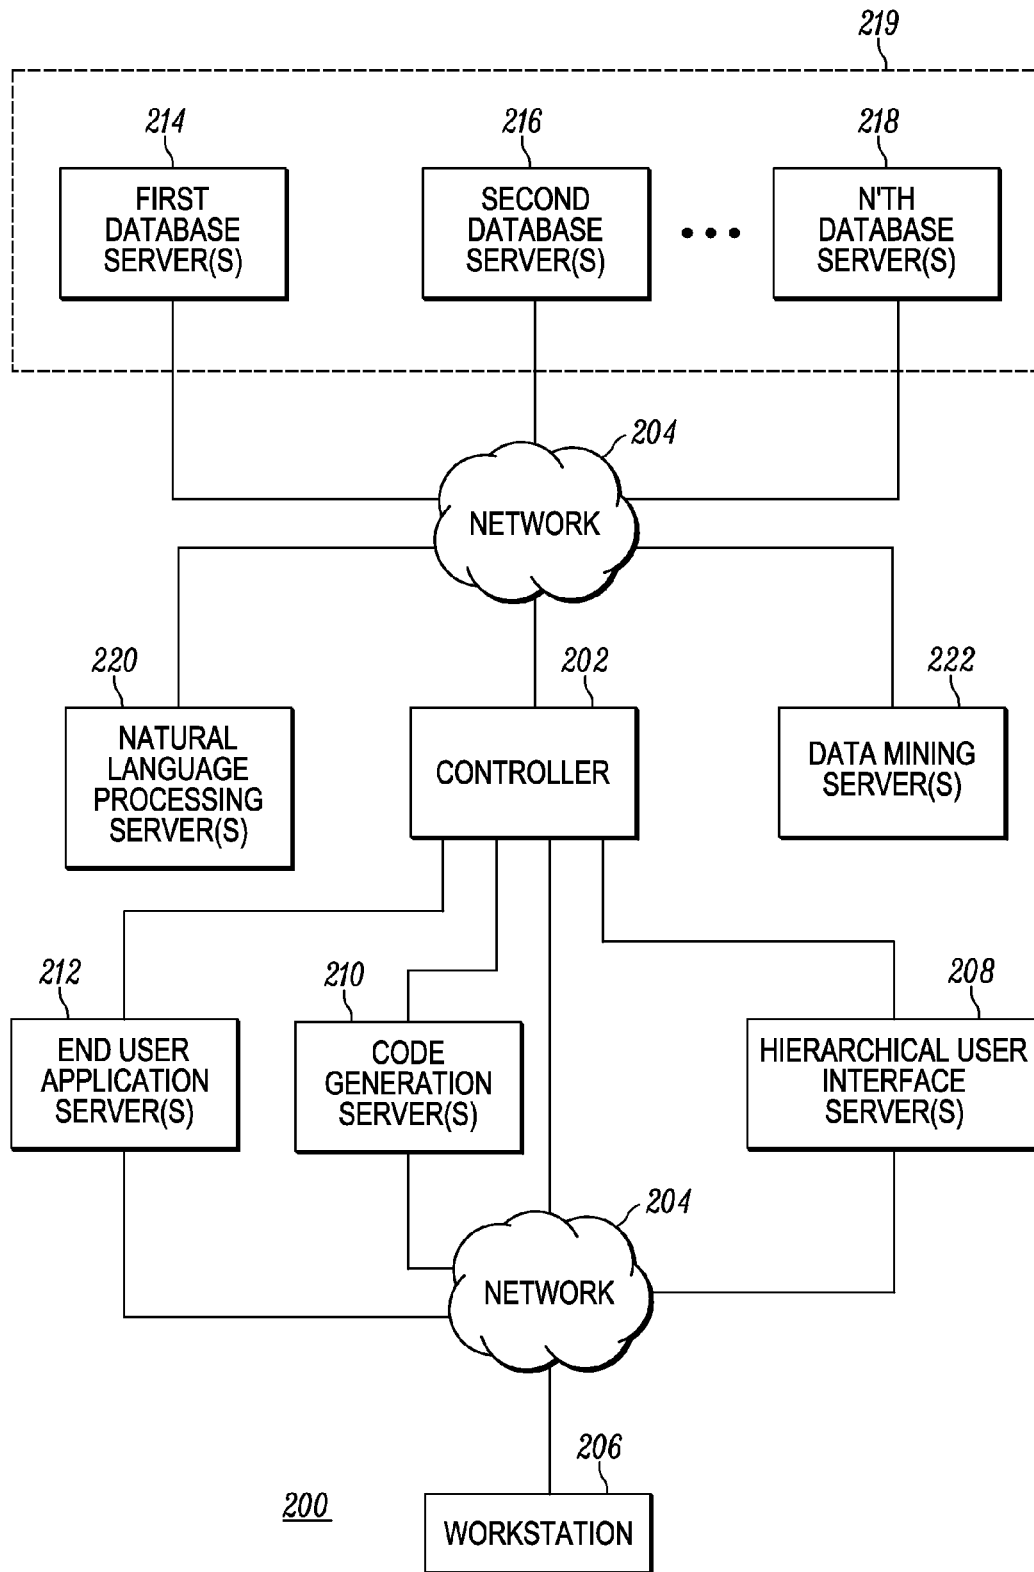 219
214
216
218
FIRST
DATABASE
SERVER(S)
SECOND
DATABASE
SERVER(S)
• • •
N'TH
DATABASE
SERVER(S)
204
NETWORK
220
202
222
NATURAL
LANGUAGE
PROCESSING
SERVER(S)
CONTROLLER
DATA MINING
SERVER(S)
212
210
208
END USER
APPLICATION
SERVER(S)
CODE
GENERATION
SERVER(S)
HIERARCHICAL USER
INTERFACE
SERVER(S)
204
NETWORK
206
200
WORKSTATION